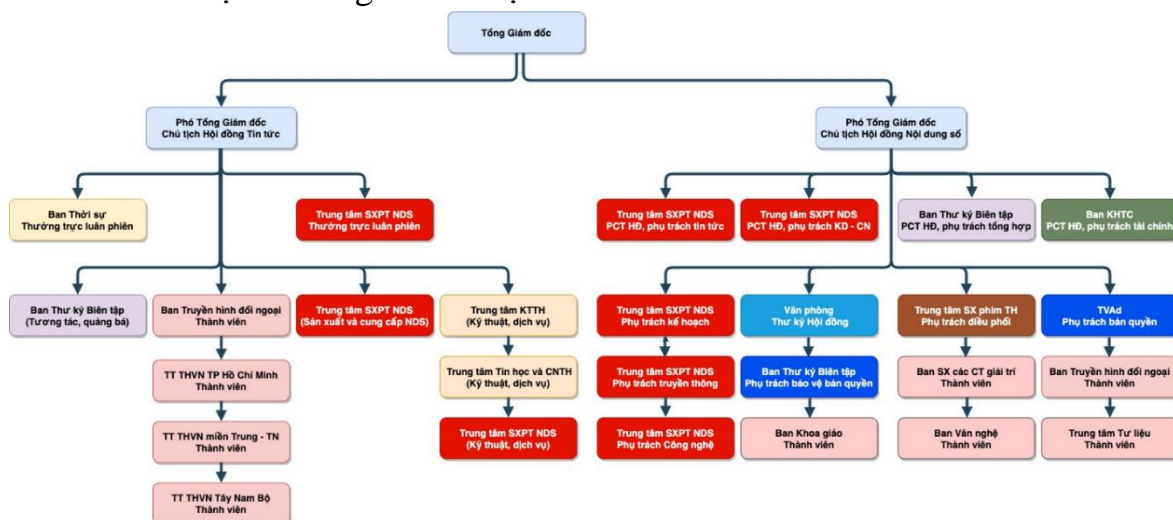 Tổng Giám đốc
Phó Tổng Giám đốc
Chủ tịch Hội đồng Tin tức
Phó Tổng Giám đốc
Chủ tịch Hội đồng Nội dung số
Ban Thời sự
Thường trực luân phiên
Trung tâm SXPT NDS
Thường trực luân phiên
Trung tâm SXPT NDS
PCT HĐ, phụ trách tin tức
Trung tâm SXPT NDS
PCT HĐ, phụ trách KD - CN
Ban Thư ký Biên tập
PCT HĐ, phụ trách tổng hợp
Ban KHTC
PCT HĐ, phụ trách tài chính
Ban Thư ký Biên tập
(Tương tác, quảng bá)
Ban Truyền hình đối ngoại
Thành viên
Trung tâm SXPT NDS
(Sản xuất và cung cấp NDS)
Trung tâm KTTH
(Kỹ thuật, dịch vụ)
Trung tâm SXPT NDS
Phụ trách kế hoạch
Văn phòng
Thư ký Hội đồng
Trung tâm SX phim TH
Phụ trách điều phối
TVAd
Phụ trách bản quyền
TT THVN TP Hồ Chí Minh
Thành viên
Trung tâm Tin học và CNTH
(Kỹ thuật, dịch vụ)
Trung tâm SXPT NDS
Phụ trách truyền thông
Ban Thư ký Biên tập
Phụ trách bảo vệ bản quyền
Ban SX các CT giải trí
Thành viên
Ban Truyền hình đối ngoại
Thành viên
TT THVN miền Trung - TN
Thành viên
Trung tâm SXPT NDS
(Kỹ thuật, dịch vụ)
Trung tâm SXPT NDS
Phụ trách Công nghệ
Ban Khoa giáo
Thành viên
Ban Văn nghệ
Thành viên
Trung tâm Tư liệu
Thành viên
TT THVN Tây Nam Bộ
Thành viên